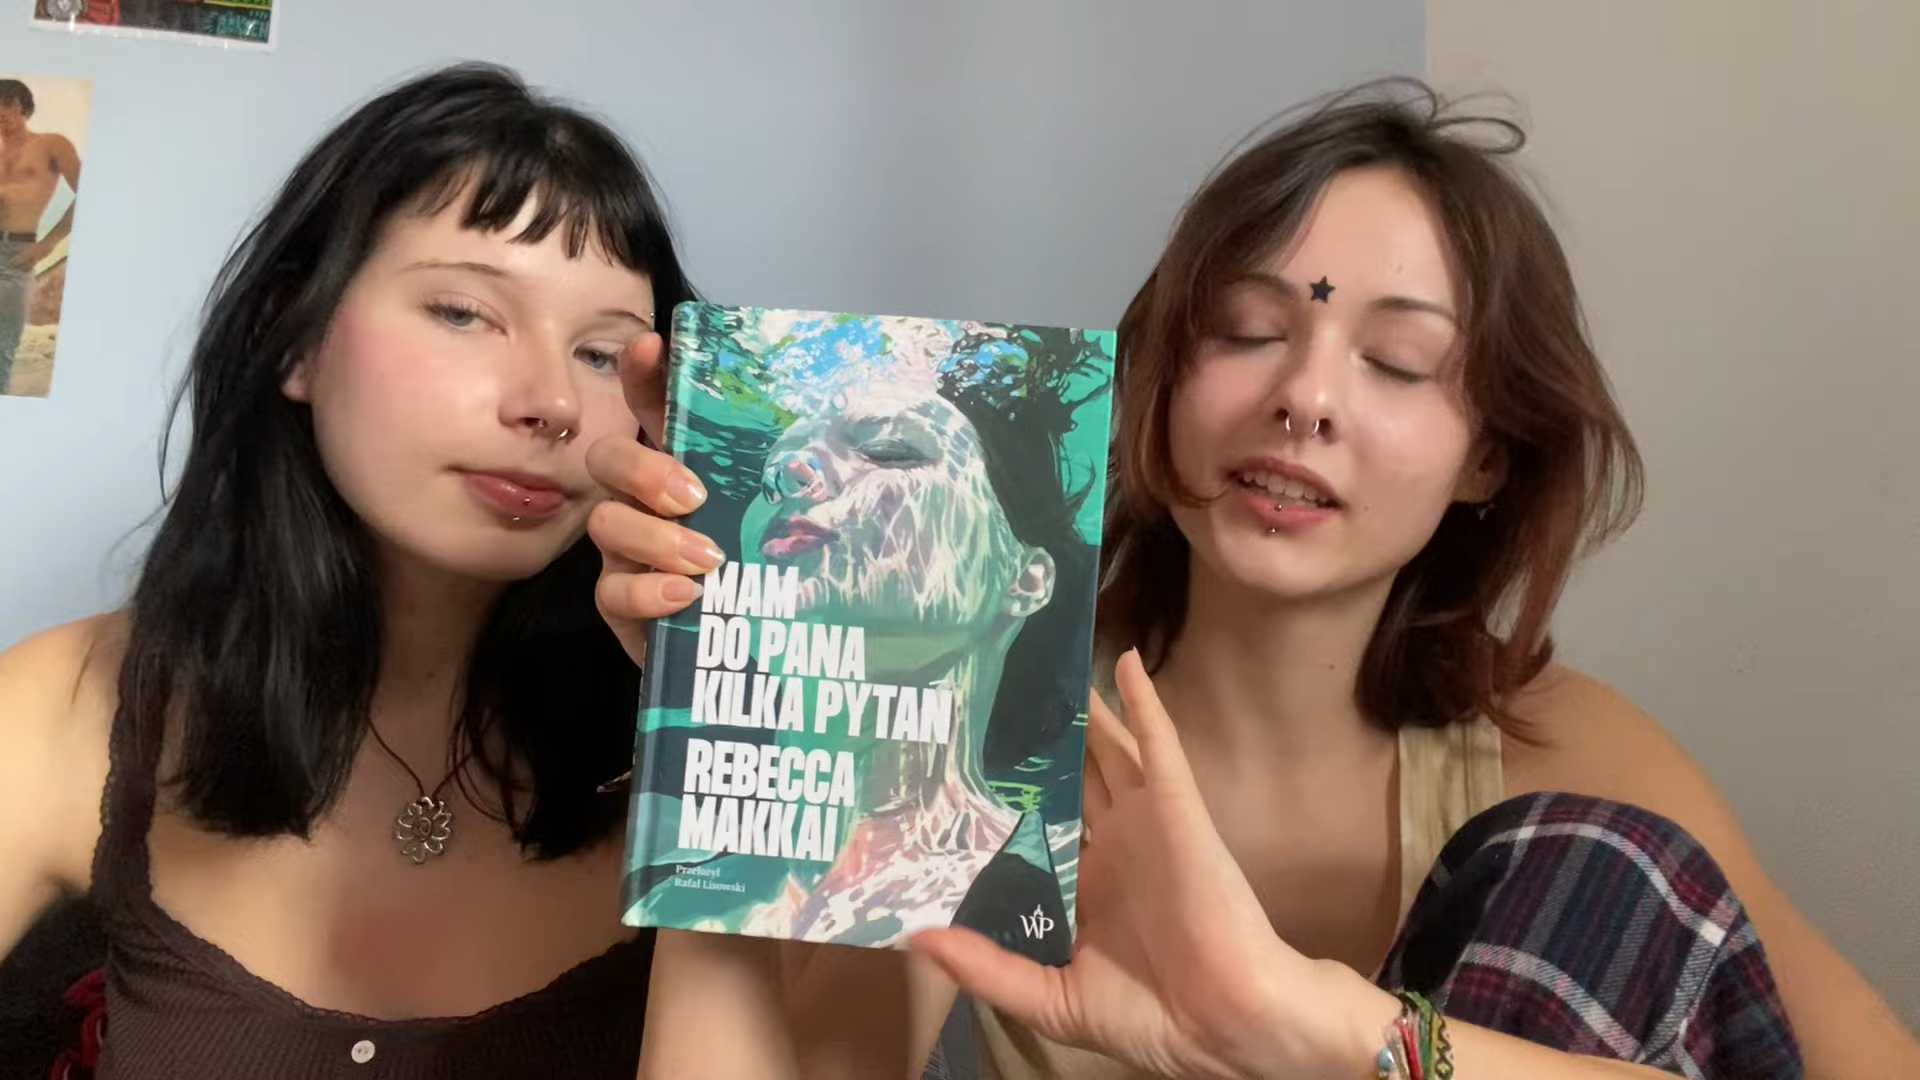 MAM
DO PANA
KILKA PYTAŃ
REBECCA
MAKKAI
Przełożył
Rafał Lisowski
WP